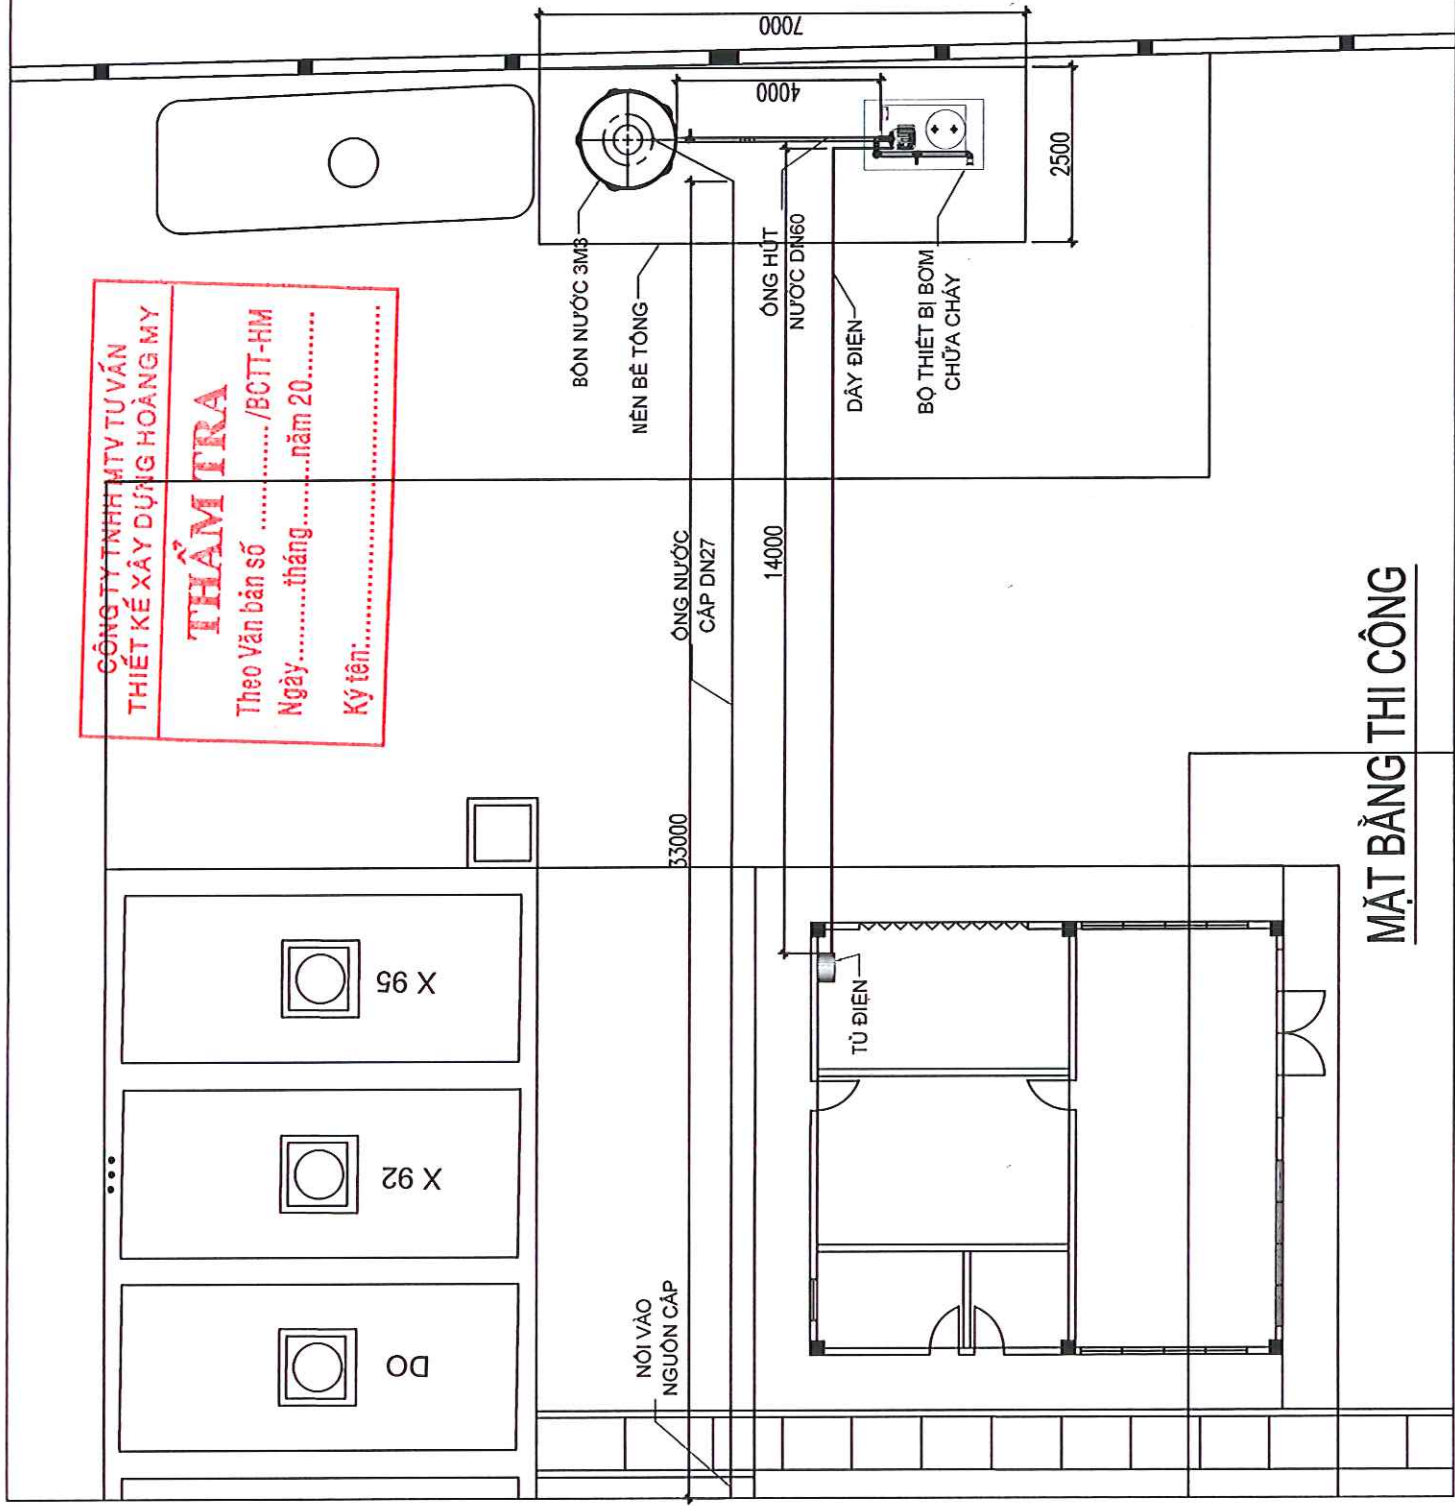 CÔNG TY TNHH MTV TƯ VẤN
THIẾT KẾ XÂY DỰNG HOÀNG MY
THẨM TRA
Theo Văn bản số ............/BCTT-HM
Ngày..........tháng..........năm 20..........
Ký tên:..............................
7000
4000
2500
BỒN NƯỚC 3M3
NỀN BÊ TÔNG
ỐNG HÚT
NƯỚC DN60
DÂY ĐIỆN
BỘ THIẾT BỊ BƠM
CHỮA CHÁY
ỐNG NƯỚC
CẤP DN27
14000
33000
X 95
X 92
DO
TỦ ĐIỆN
NỐI VÀO
NGUỒN CẤP
MẶT BẰNG THI CÔNG